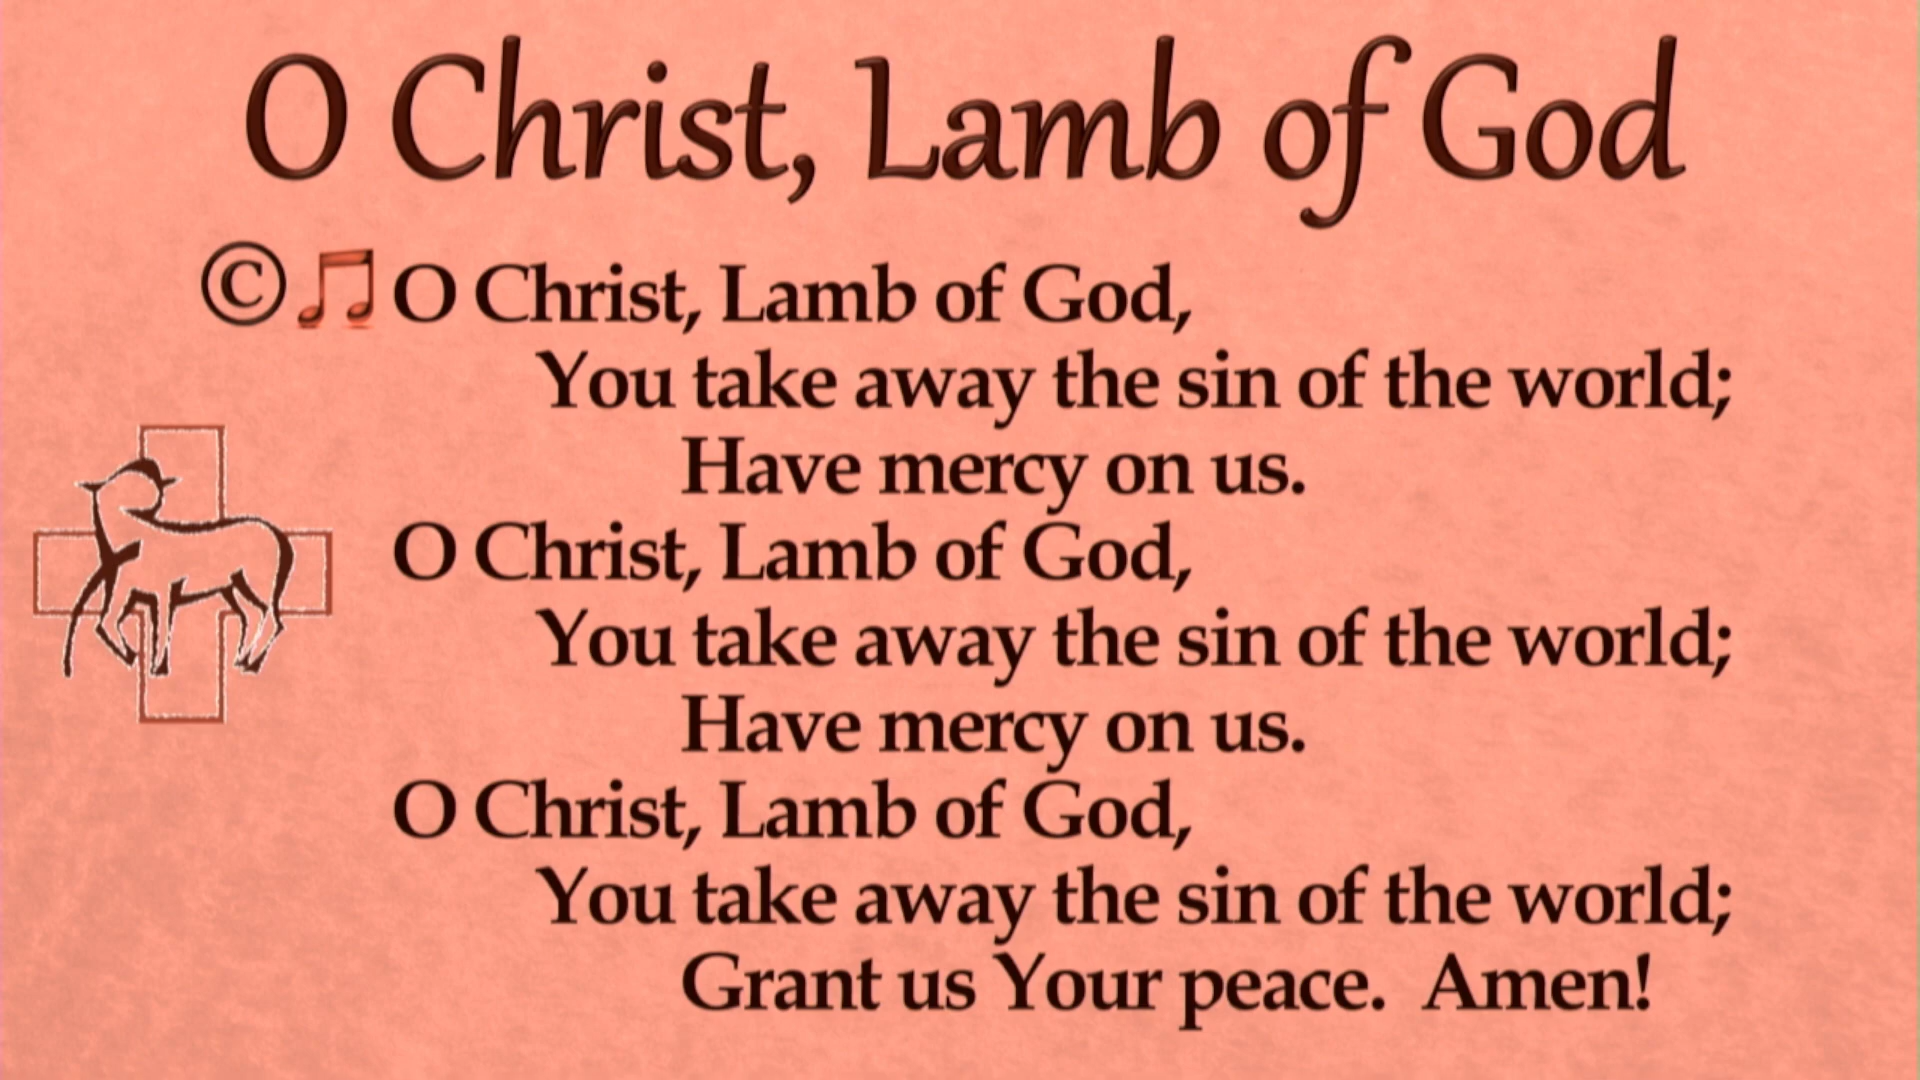 O Christ, Lamb of God
©♫ O Christ, Lamb of God,
You take away the sin of the world;
Have mercy on us.
O Christ, Lamb of God,
You take away the sin of the world;
Have mercy on us.
O Christ, Lamb of God,
You take away the sin of the world;
Grant us Your peace.  Amen!